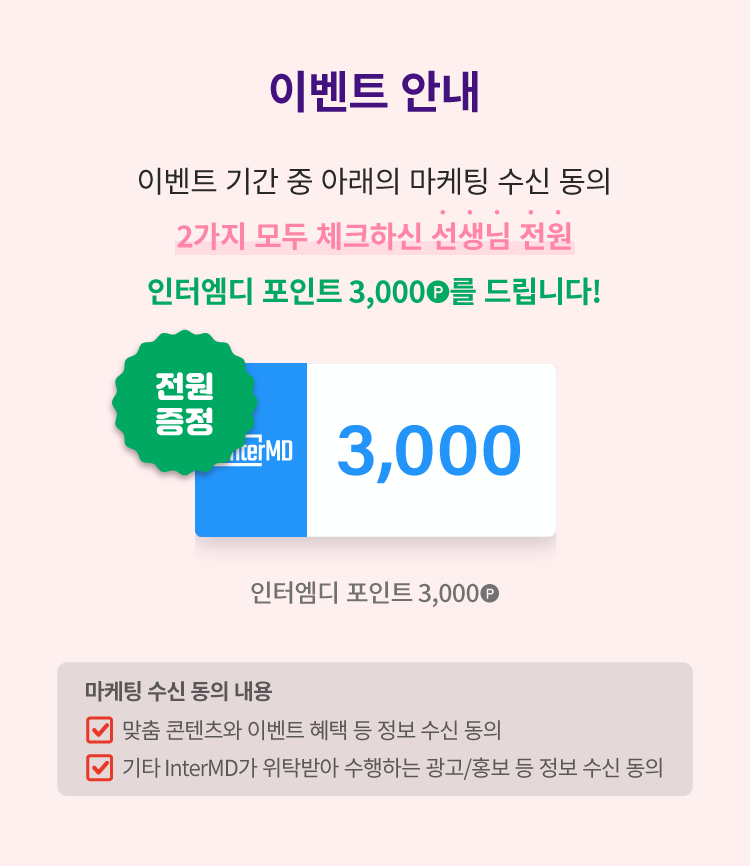 이벤트 안내
이벤트 기간 중 아래의 마케팅 수신 동의
2가지 모두 체크하신 선생님 전원
인터엠디 포인트 3,000P를 드립니다!
전원
증정
InterMD
3,000
인터엠디 포인트 3,000P
마케팅 수신 동의 내용
맞춤 콘텐츠와 이벤트 혜택 등 정보 수신 동의
기타 InterMD가 위탁받아 수행하는 광고/홍보 등 정보 수신 동의